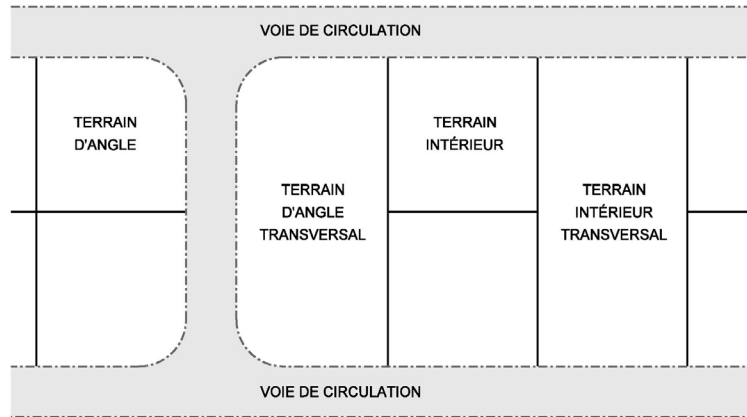 VOIE DE CIRCULATION
TERRAIN
D'ANGLE
TERRAIN
INTÉRIEUR
TERRAIN
D'ANGLE
TRANSVERSAL
TERRAIN
INTÉRIEUR
TRANSVERSAL
VOIE DE CIRCULATION